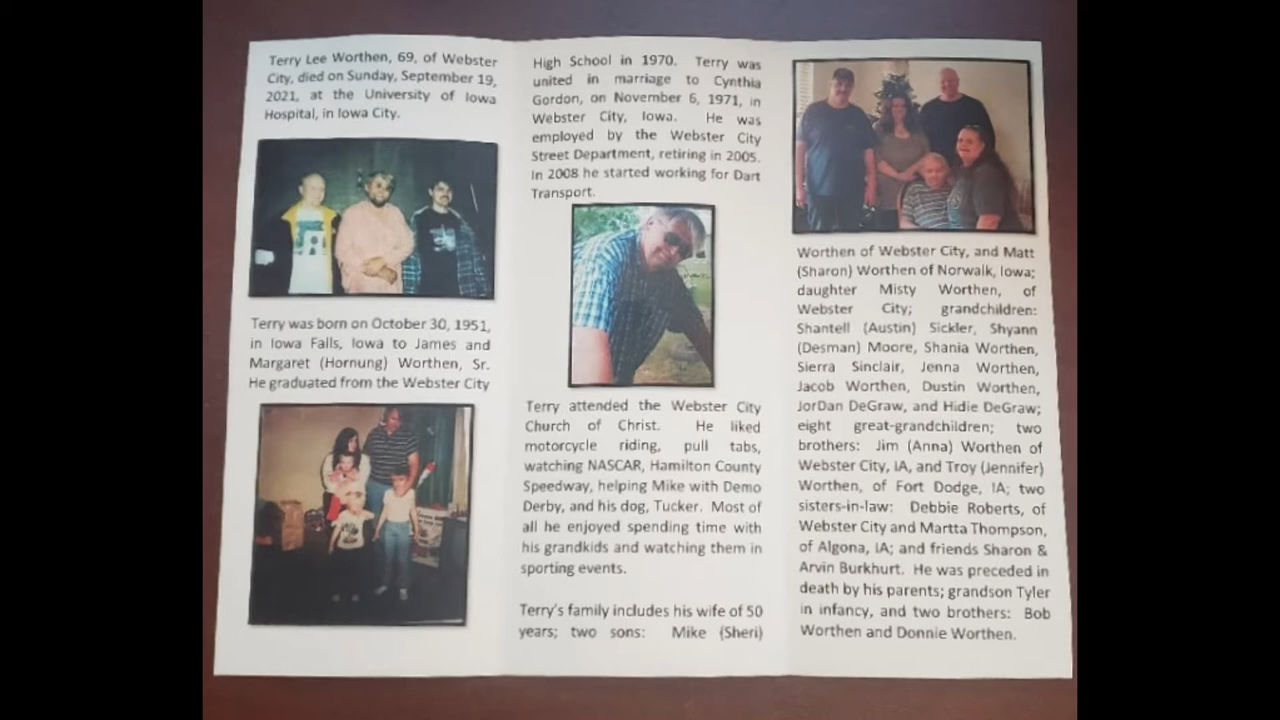 Terry Lee Worthen, 69, of Webster
City, died on Sunday, September 19,
2021, at the University of Iowa
Hospital, in Iowa City.
Terry was born on October 30, 1951,
in Iowa Falls, Iowa to James and
Margaret (Hornung) Worthen, Sr.
He graduated from the Webster City
High School in 1970. Terry was
united in marriage to Cynthia
Gordon, on November 6, 1971, in
Webster City, Iowa. He was
employed by the Webster City
Street Department, retiring in 2005.
In 2008 he started working for Dart
Transport.
Terry attended the Webster City
Church of Christ. He liked
motorcycle riding, pull tabs,
watching NASCAR, Hamilton County
Speedway, helping Mike with Demo
Derby, and his dog, Tucker. Most of
all he enjoyed spending time with
his grandkids and watching them in
sporting events.
Terry's family includes his wife of 50
years; two sons: Mike (Sheri)
Worthen of Webster City, and Matt
(Sharon) Worthen of Norwalk, Iowa;
daughter Misty Worthen, of
Webster City; grandchildren:
Shantell (Austin) Sickler, Shyann
(Desman) Moore, Shania Worthen,
Sierra Sinclair, Jenna Worthen,
Jacob Worthen, Dustin Worthen,
JorDan DeGraw, and Hidie DeGraw;
eight great-grandchildren; two
brothers: Jim (Anna) Worthen of
Webster City, IA, and Troy (Jennifer)
Worthen, of Fort Dodge, IA; two
sisters-in-law: Debbie Roberts, of
Webster City and Martta Thompson,
of Algona, IA; and friends Sharon &
Arvin Burkhurt. He was preceded in
death by his parents; grandson Tyler
in infancy, and two brothers: Bob
Worthen and Donnie Worthen.